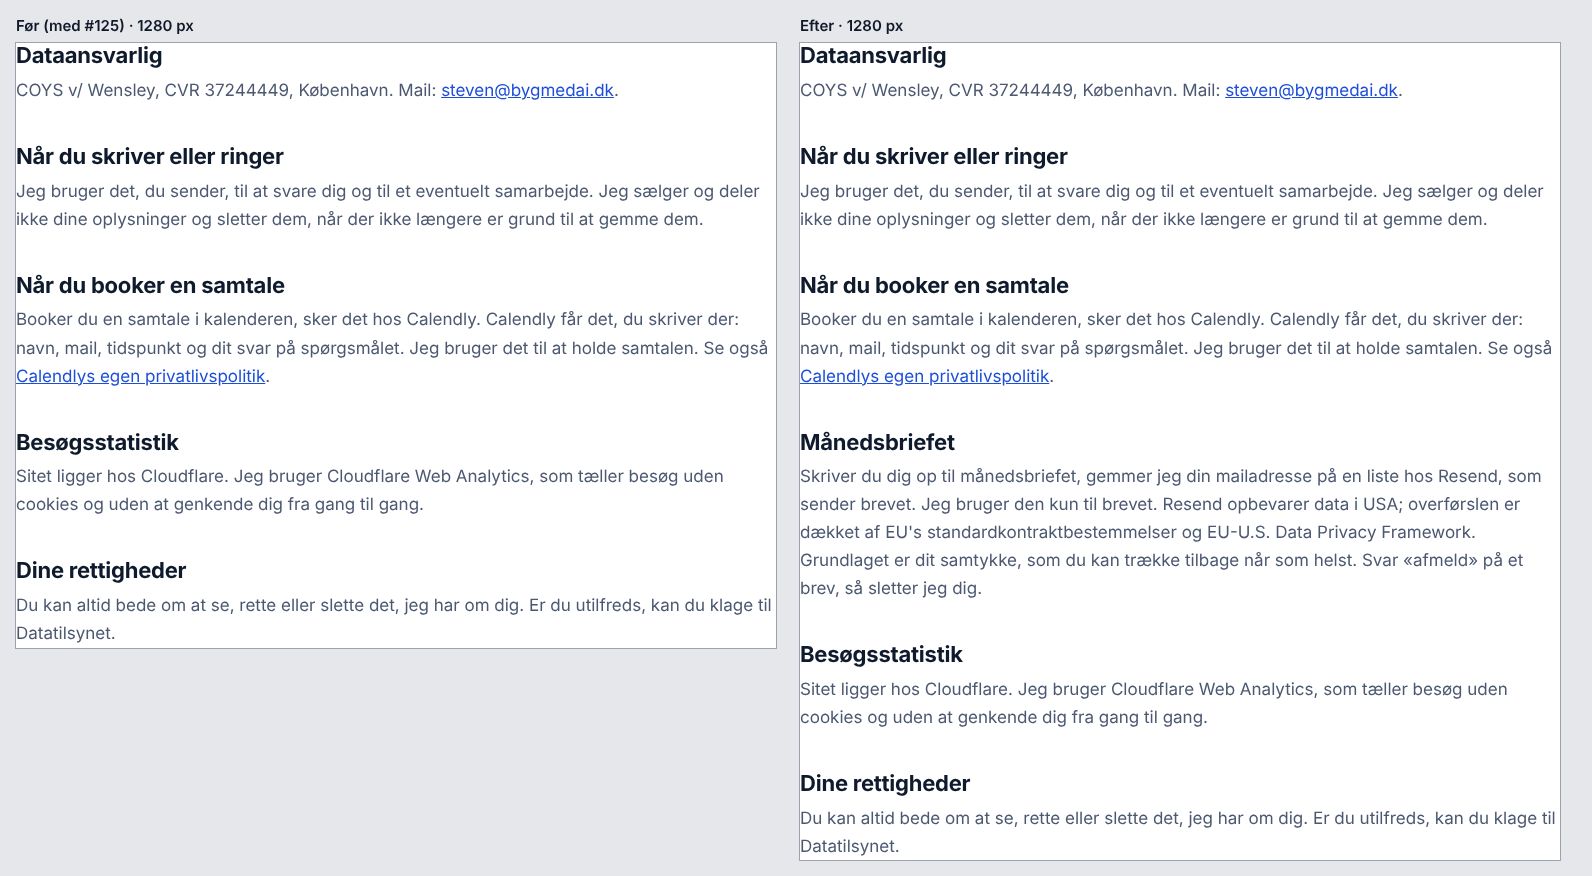 Før (med #125) · 1280 px
Dataansvarlig
COYS v/ Wensley, CVR 37244449, København. Mail: steven@bygmedai.dk.
Når du skriver eller ringer
Jeg bruger det, du sender, til at svare dig og til et eventuelt samarbejde. Jeg sælger og deler
ikke dine oplysninger og sletter dem, når der ikke længere er grund til at gemme dem.
Når du booker en samtale
Booker du en samtale i kalenderen, sker det hos Calendly. Calendly får det, du skriver der:
navn, mail, tidspunkt og dit svar på spørgsmålet. Jeg bruger det til at holde samtalen. Se også
Calendlys egen privatlivspolitik.
Besøgsstatistik
Sitet ligger hos Cloudflare. Jeg bruger Cloudflare Web Analytics, som tæller besøg uden
cookies og uden at genkende dig fra gang til gang.
Dine rettigheder
Du kan altid bede om at se, rette eller slette det, jeg har om dig. Er du utilfreds, kan du klage til
Datatilsynet.
Efter · 1280 px
Dataansvarlig
COYS v/ Wensley, CVR 37244449, København. Mail: steven@bygmedai.dk.
Når du skriver eller ringer
Jeg bruger det, du sender, til at svare dig og til et eventuelt samarbejde. Jeg sælger og deler
ikke dine oplysninger og sletter dem, når der ikke længere er grund til at gemme dem.
Når du booker en samtale
Booker du en samtale i kalenderen, sker det hos Calendly. Calendly får det, du skriver der:
navn, mail, tidspunkt og dit svar på spørgsmålet. Jeg bruger det til at holde samtalen. Se også
Calendlys egen privatlivspolitik.
Månedsbriefet
Skriver du dig op til månedsbriefet, gemmer jeg din mailadresse på en liste hos Resend, som
sender brevet. Jeg bruger den kun til brevet. Resend opbevarer data i USA; overførslen er
dækket af EU's standardkontraktbestemmelser og EU-U.S. Data Privacy Framework.
Grundlaget er dit samtykke, som du kan trække tilbage når som helst. Svar «afmeld» på et
brev, så sletter jeg dig.
Besøgsstatistik
Sitet ligger hos Cloudflare. Jeg bruger Cloudflare Web Analytics, som tæller besøg uden
cookies og uden at genkende dig fra gang til gang.
Dine rettigheder
Du kan altid bede om at se, rette eller slette det, jeg har om dig. Er du utilfreds, kan du klage til
Datatilsynet.